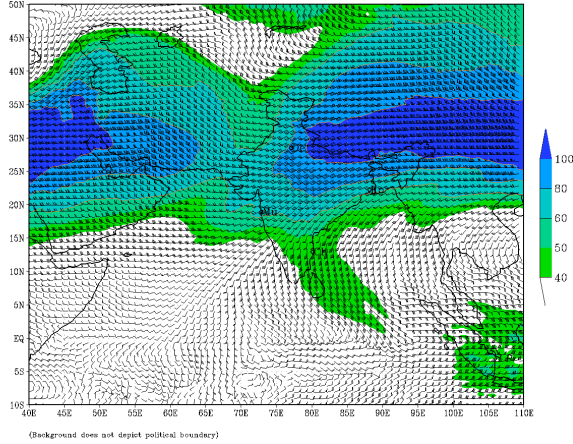 50N
45N
40N
35N
30N
25N
20N
15N
10N
5N
5S
10S
40E 45E 50E 55E 60E 65E 70E 75E 80E 85E 90E 95E 100E 105E 110E
100
80
60
50
40
Mu
Ch
(Background does not depict political boundary)